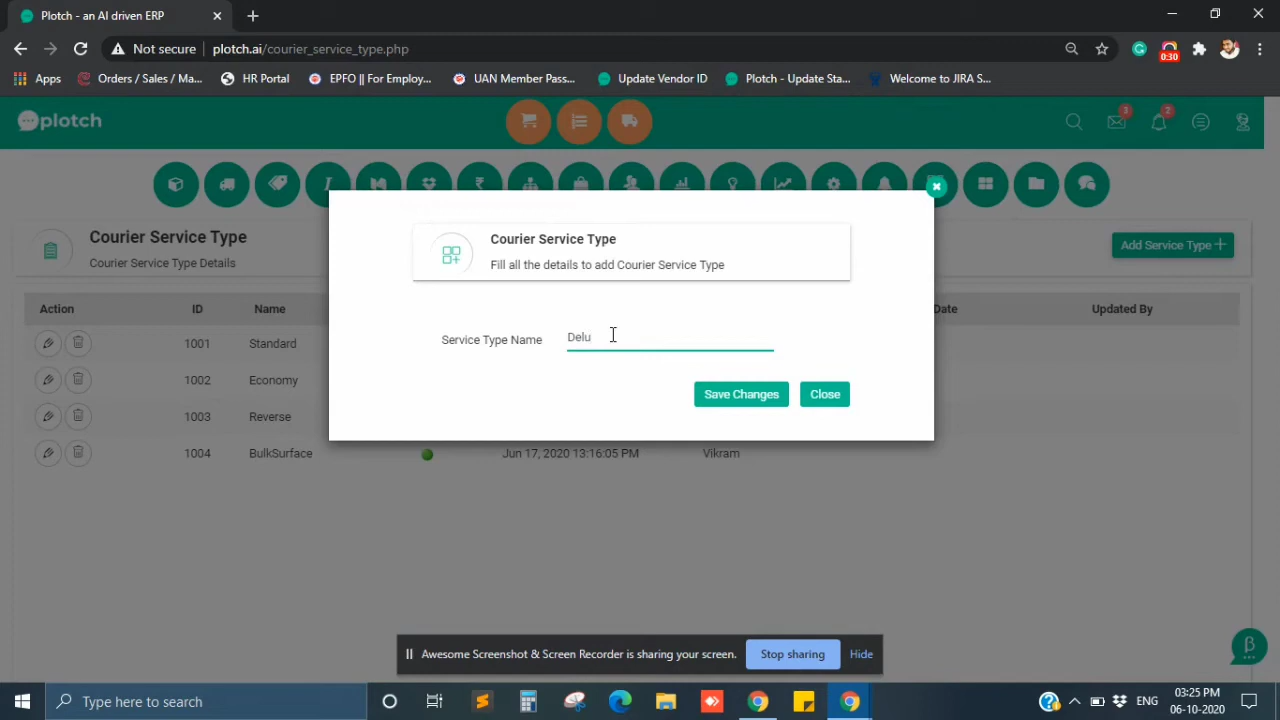 Plotch - an AI driven ERP
Not secure
plotch.ai/courier_service_type.php
0:30
Apps
Orders / Sales / Ma...
HR Portal
EPFO || For Employ...
UAN Member Pass...
Update Vendor ID
Plotch - Update Sta...
Welcome to JIRA S...
plotch
3
2
Courier Service Type
Courier Service Type Details
Add Service Type
Courier Service Type
Fill all the details to add Courier Service Type
Action ID Name Date Updated By
1001 Standard
1002 Economy
1003 Reverse
1004 BulkSurface Jun 17, 2020 13:16:05 PM Vikram
Service Type Name Delu
Save Changes Close
Awesome Screenshot & Screen Recorder is sharing your screen. Stop sharing Hide
β
Type here to search
ENG
03:25 PM
06-10-2020